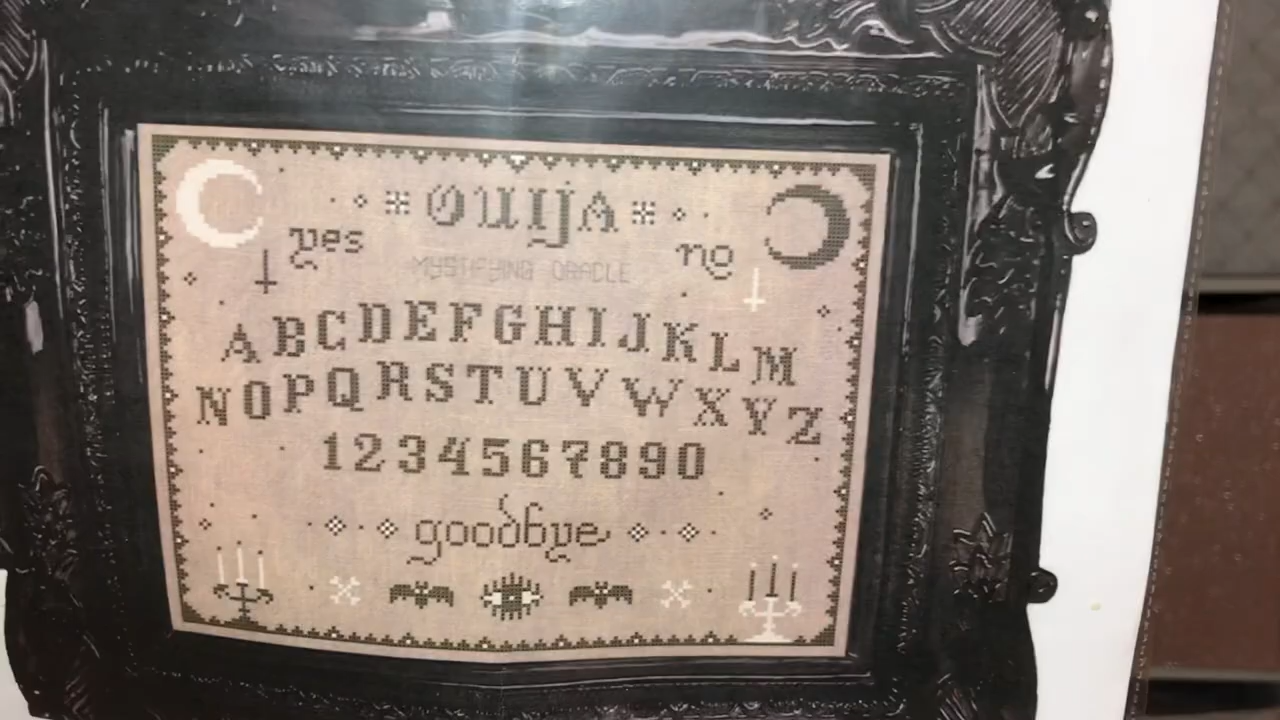 OUIJA
yes no
MYSTIFYING ORACLE
ABCDEFGHIJKLM
NOPQRSTUVWXYZ
1234567890
goodbye